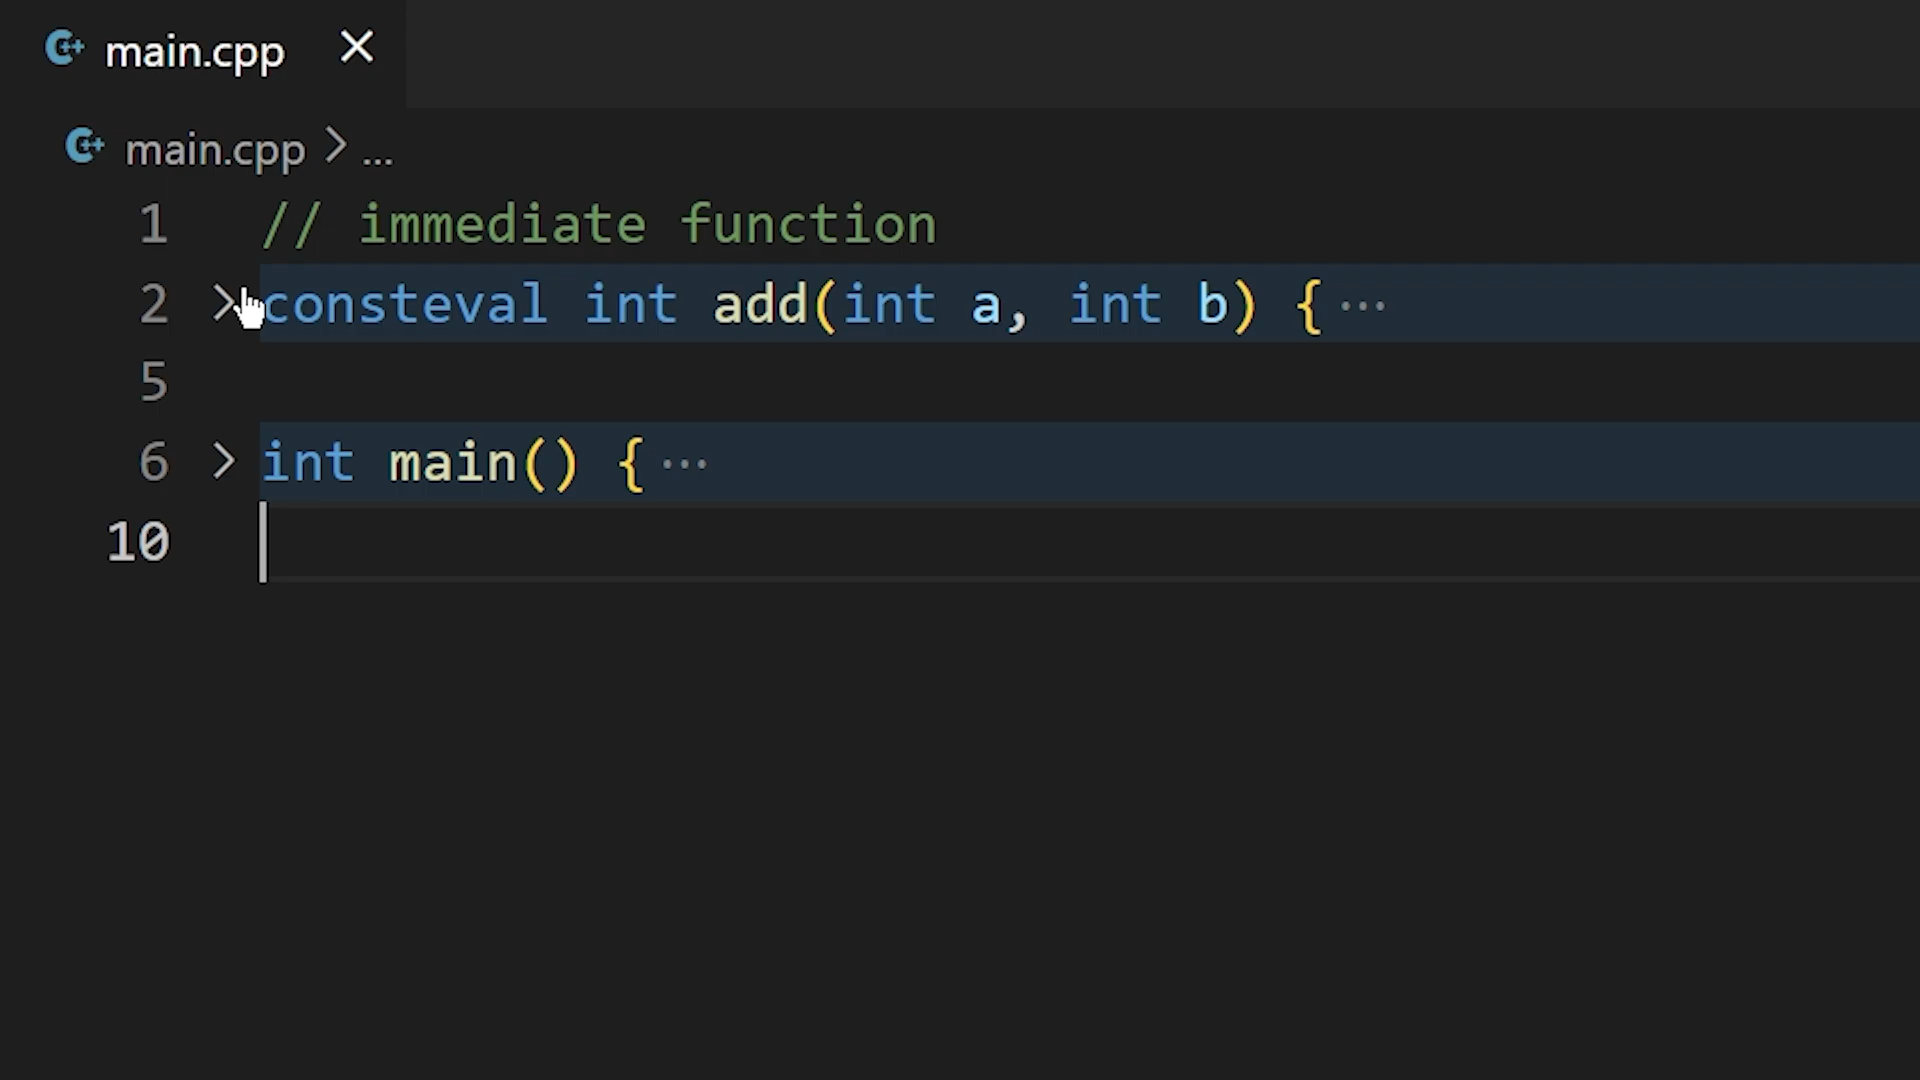 main.cpp
main.cpp > ...
1 // immediate function
2 > consteval int add(int a, int b) { ···
5
6 > int main() { ···
10